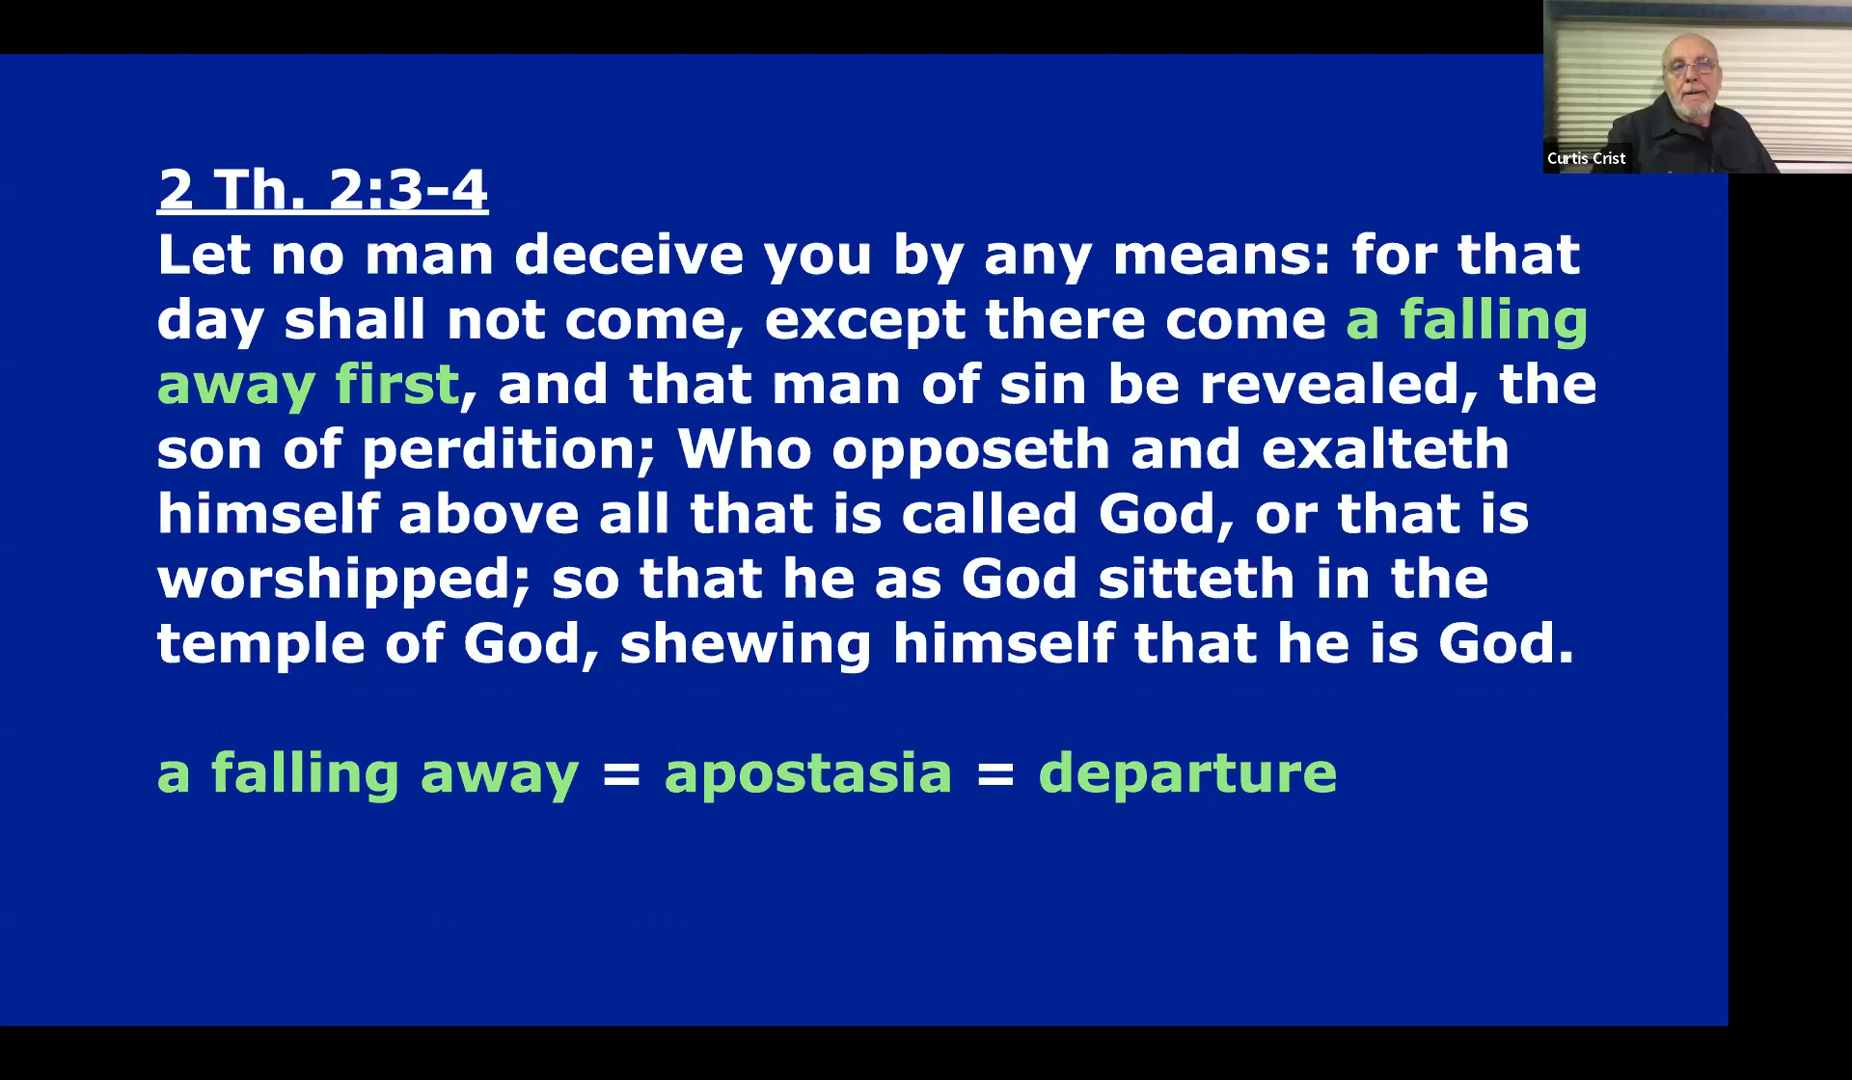 Curtis Crist
2 Th. 2:3-4
Let no man deceive you by any means: for that
day shall not come, except there come a falling
away first, and that man of sin be revealed, the
son of perdition; Who opposeth and exalteth
himself above all that is called God, or that is
worshipped; so that he as God sitteth in the
temple of God, shewing himself that he is God.
a falling away = apostasia = departure